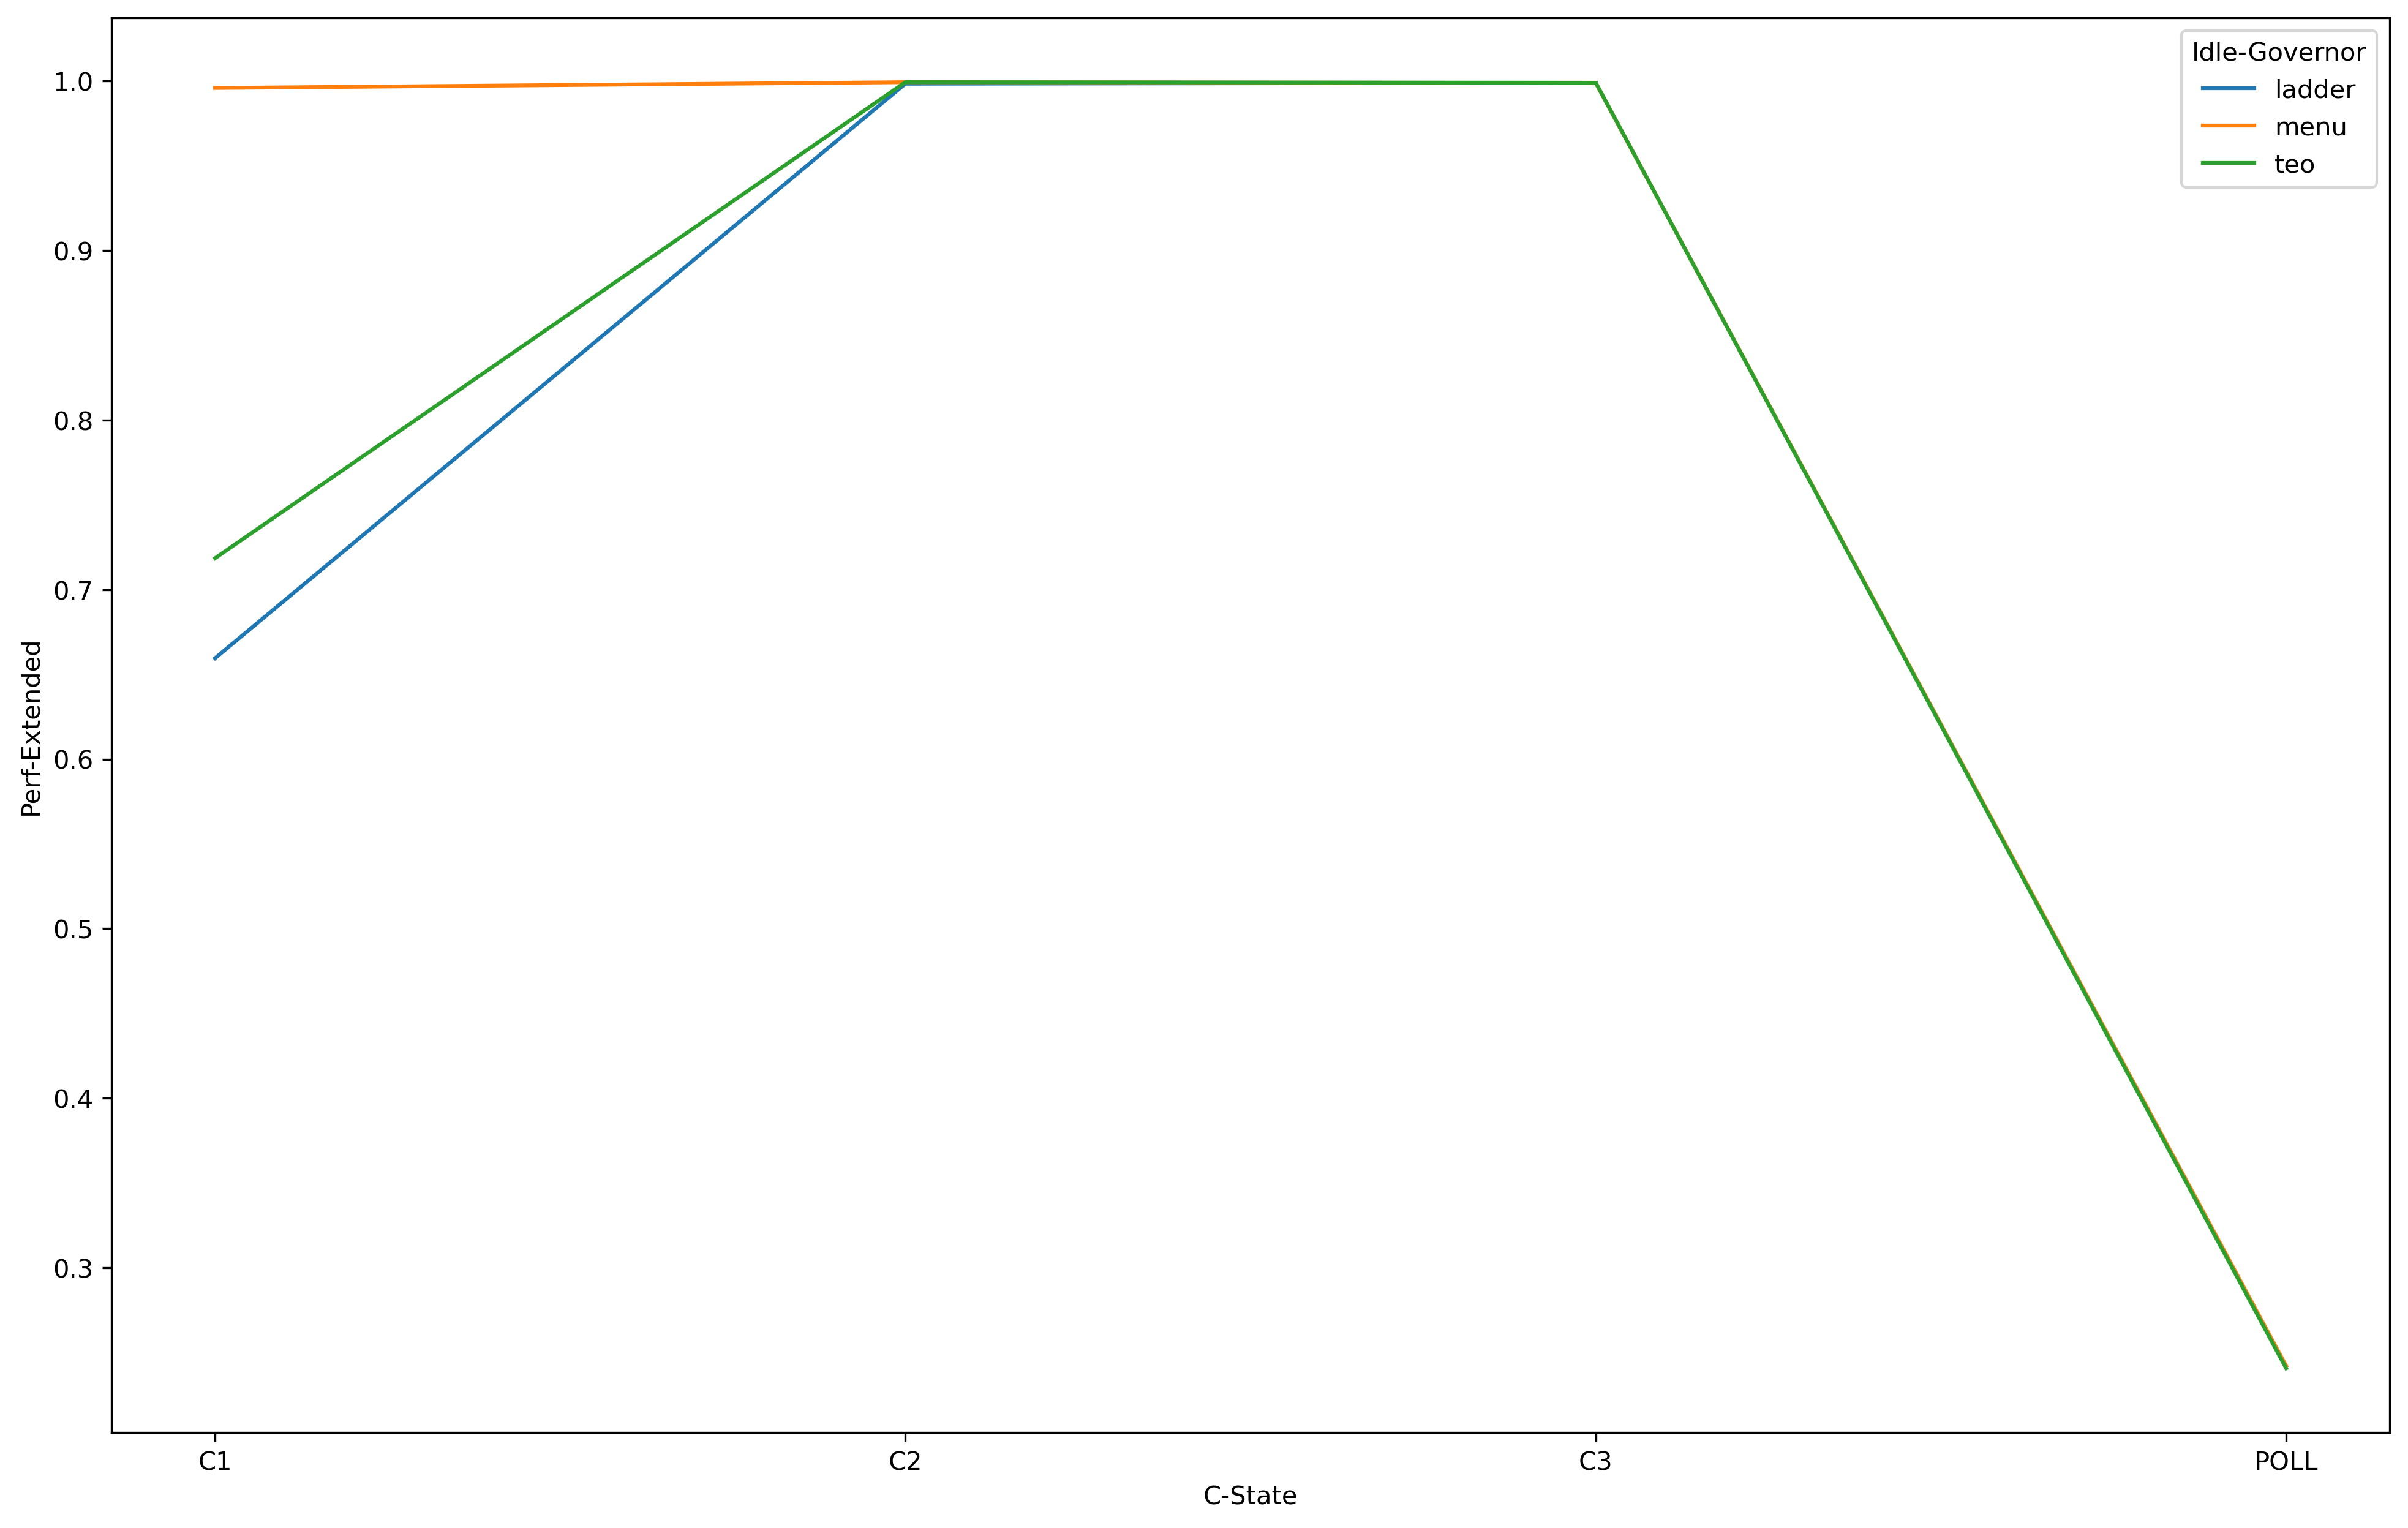 Idle-Governor
ladder
menu
teo
1.0
0.9
0.8
0.7
0.6
0.5
0.4
0.3
Perf-Extended
C1 C2 C3 POLL
C-State